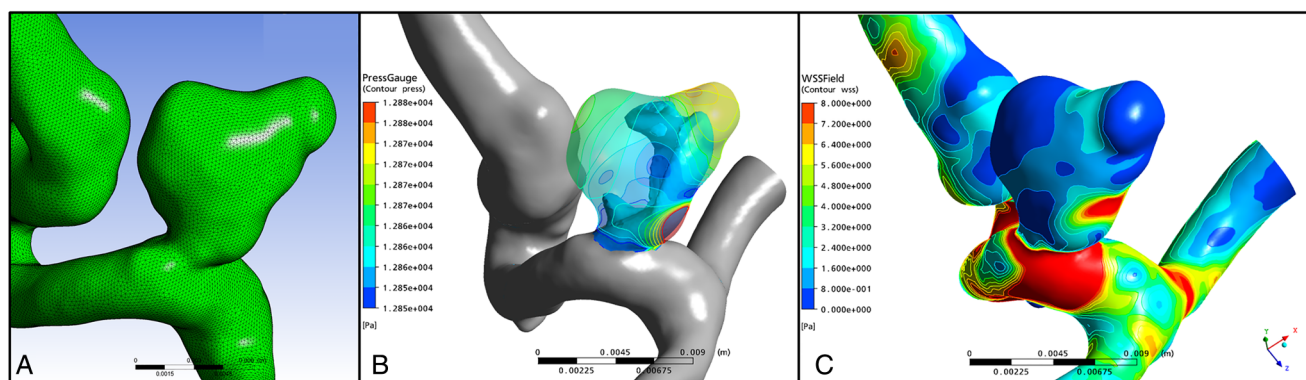 A
0.0015
0.0045
B
PressGauge
(Contour press)
1.288e+004
1.288e+004
1.287e+004
1.287e+004
1.287e+004
1.287e+004
1.286e+004
1.286e+004
1.286e+004
1.285e+004
1.285e+004
[Pa]
0 0.0045 0.009 (m)
0.00225 0.00675
C
WSSField
(Contour wss)
8.000e+000
7.200e+000
6.400e+000
5.600e+000
4.800e+000
4.000e+000
3.200e+000
2.400e+000
1.600e+000
8.000e-001
0.000e+000
[Pa]
0 0.0045 0.009 (m)
0.00225 0.00675
Y
X
Z